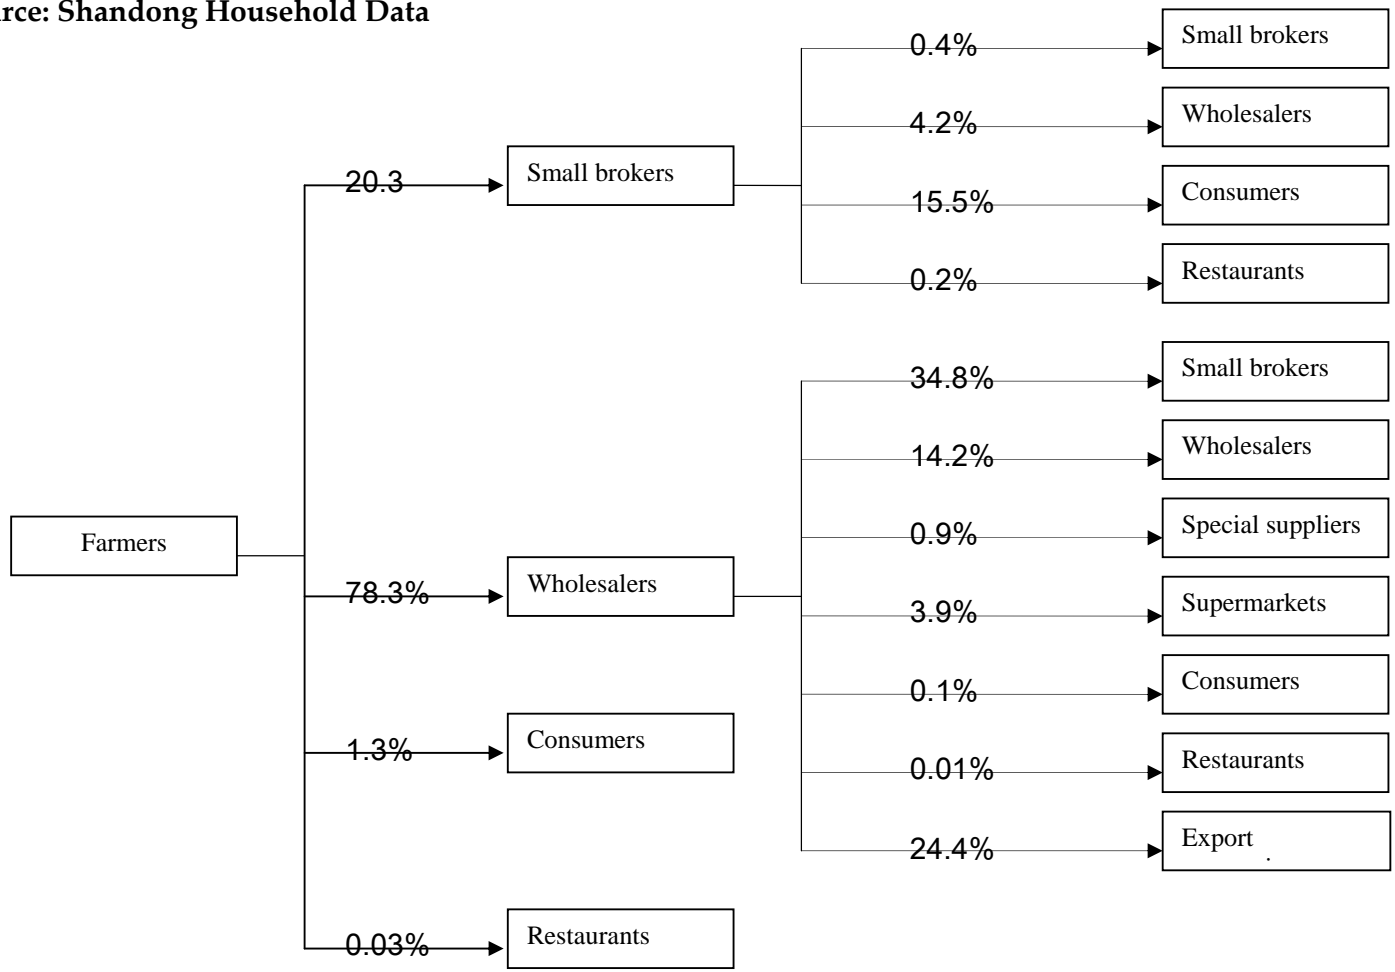 rce: Shandong Household Data
0.4%
Small brokers
4.2%
Wholesalers
20.3
Small brokers
15.5%
Consumers
0.2%
Restaurants
34.8%
Small brokers
14.2%
Wholesalers
Farmers
0.9%
Special suppliers
78.3%
Wholesalers
3.9%
Supermarkets
0.1%
Consumers
1.3%
Consumers
0.01%
Restaurants
24.4%
Export
0.03%
Restaurants